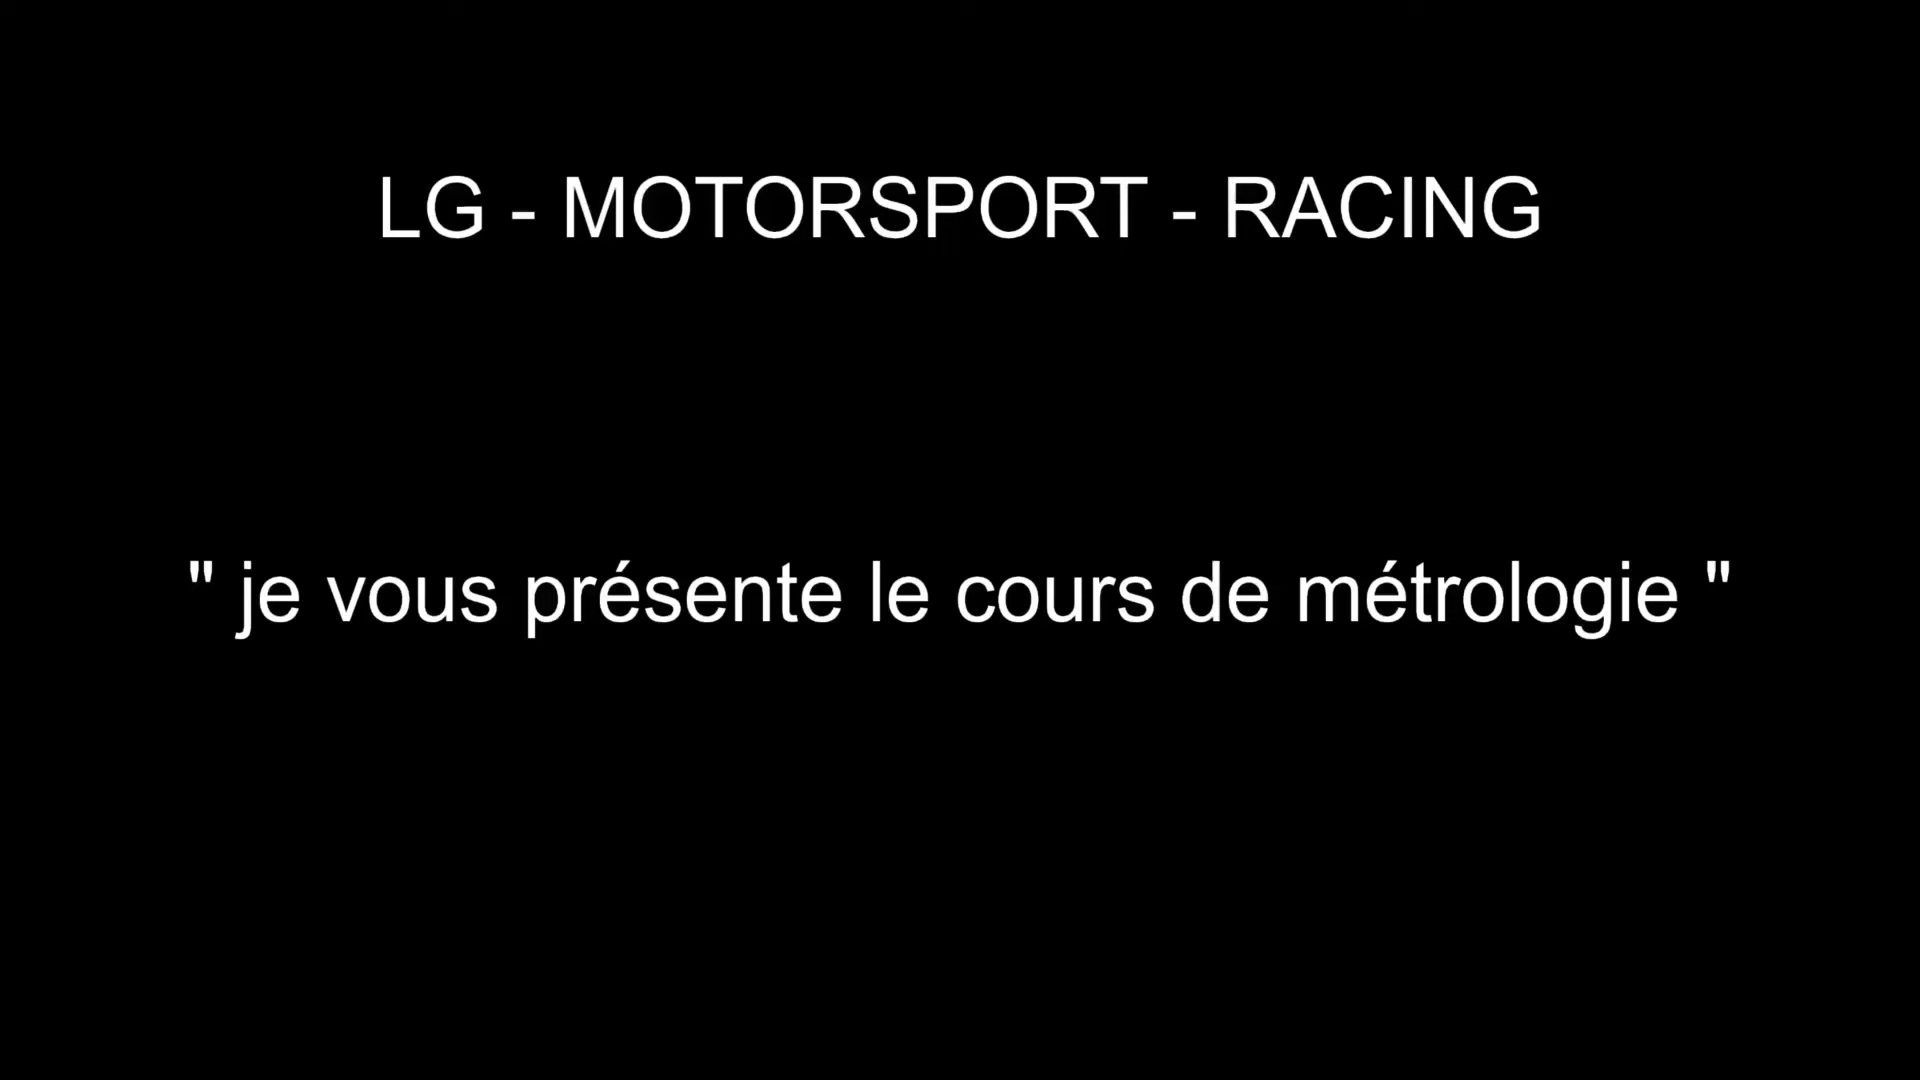 LG - MOTORSPORT - RACING
" je vous présente le cours de métrologie "